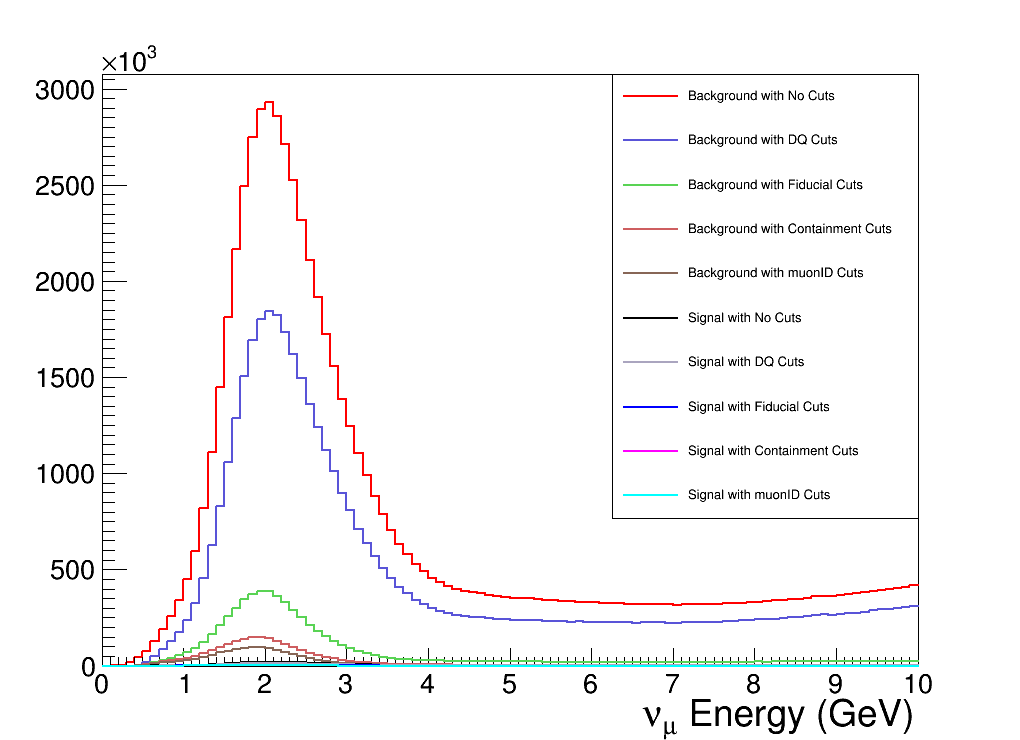 ×10³
3000
2500
2000
1500
1000
500
0
Background with No Cuts
Background with DQ Cuts
Background with Fiducial Cuts
Background with Containment Cuts
Background with muonID Cuts
Signal with No Cuts
Signal with DQ Cuts
Signal with Fiducial Cuts
Signal with Containment Cuts
Signal with muonID Cuts
0 1 2 3 4 5 6 7 8 9 10
νμ Energy (GeV)